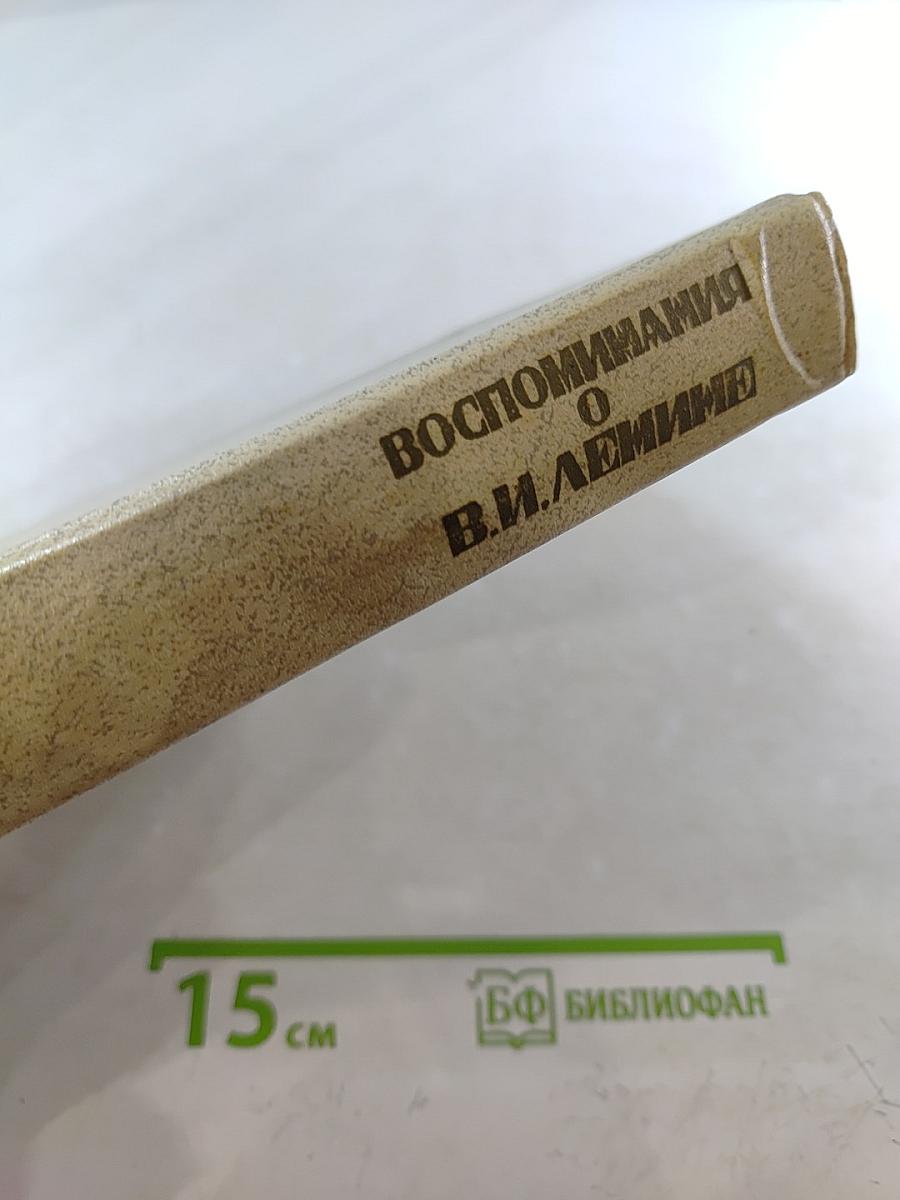 ВОСПОМИНАНИЯ
О
В.И. ЛЕНИНЕ
15 см
БФ БИБЛИОФАН